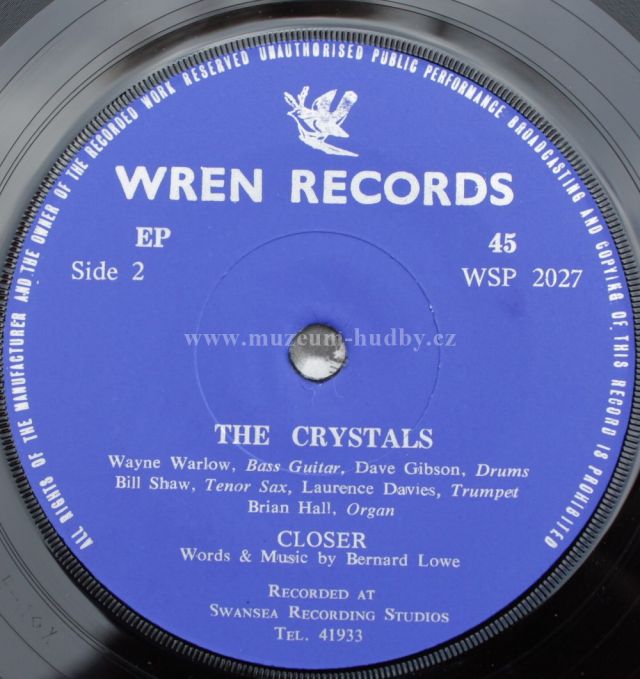 ALL RIGHTS OF THE MANUFACTURER AND THE OWNER OF THE RECORDED WORK RESERVED UNAUTHORISED PUBLIC PERFORMANCE BROADCASTING AND COPYING OF THIS RECORD IS PROHIBITED
WREN RECORDS
EP 45
Side 2 WSP 2027
www.muzeum-hudby.cz
THE CRYSTALS
Wayne Warlow, Bass Guitar, Dave Gibson, Drums
Bill Shaw, Tenor Sax, Laurence Davies, Trumpet
Brian Hall, Organ
CLOSER
Words & Music by Bernard Lowe
RECORDED AT
SWANSEA RECORDING STUDIOS
TEL. 41933